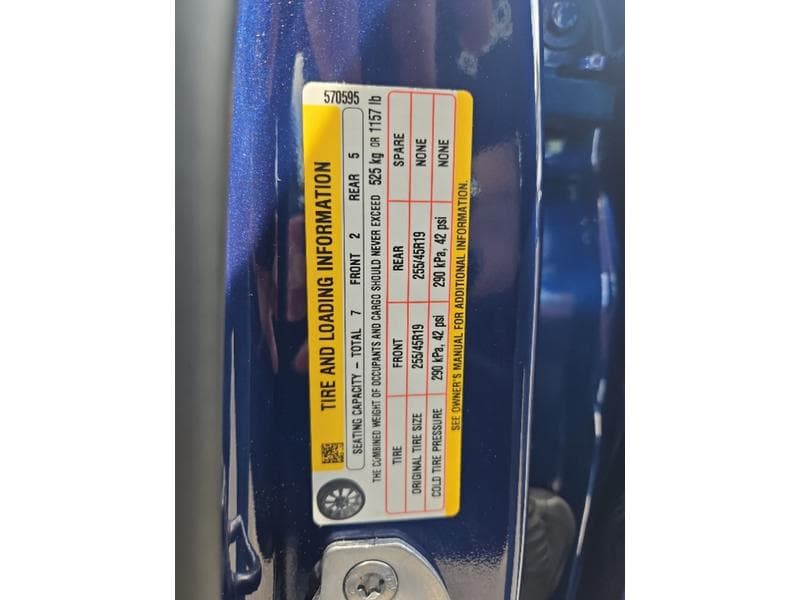 570595
TIRE AND LOADING INFORMATION
SEATING CAPACITY – TOTAL 7 FRONT 2 REAR 5
THE COMBINED WEIGHT OF OCCUPANTS AND CARGO SHOULD NEVER EXCEED 525 kg OR 1157 lb
TIRE FRONT REAR SPARE
ORIGINAL TIRE SIZE 255/45R19 255/45R19 NONE
COLD TIRE PRESSURE 290 kPa, 42 psi 290 kPa, 42 psi NONE
SEE OWNER'S MANUAL FOR ADDITIONAL INFORMATION.